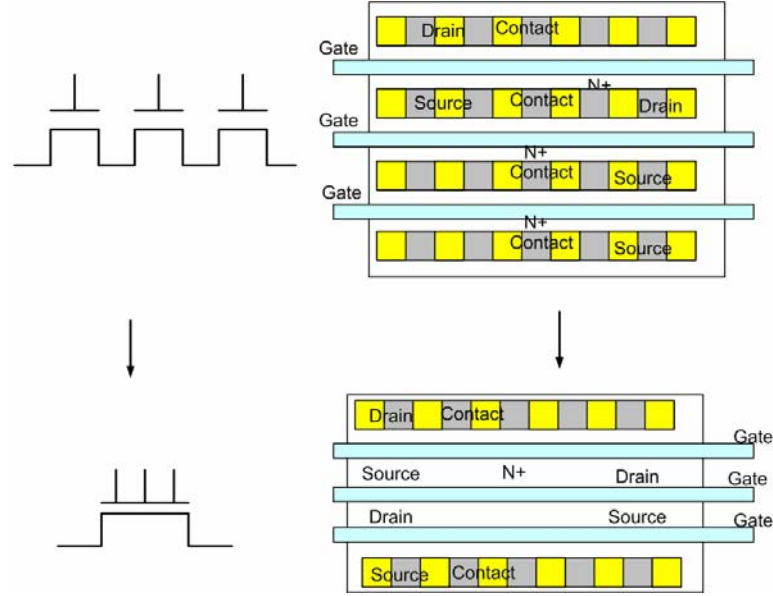 Drain Contact
Gate
N+
Source Contact Drain
Gate
N+
Contact
Source
Gate
N+
Contact
Source
Drain Contact
Gate
Source N+ Drain
Gate
Drain Source
Gate
Source Contact